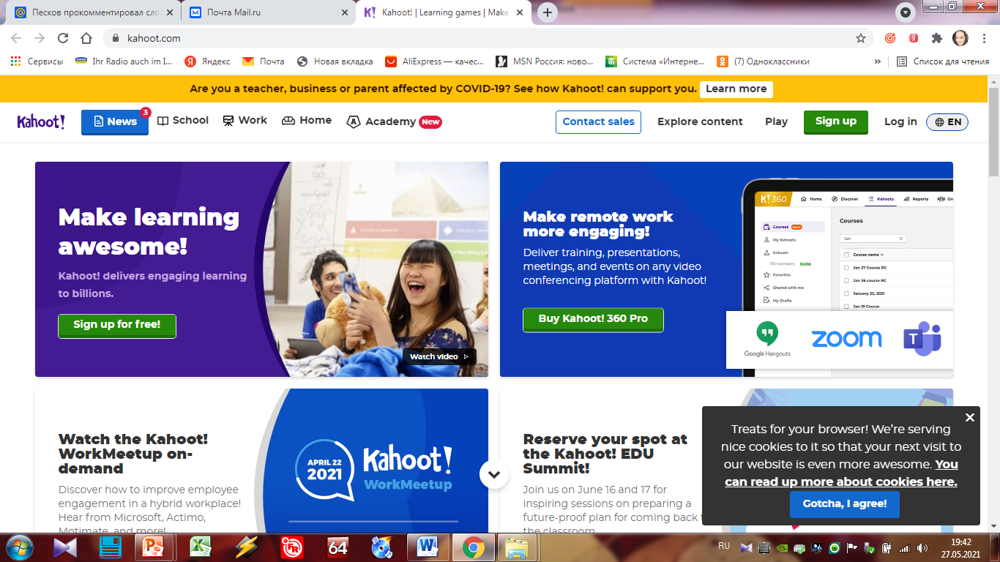 Песков прокомментировал сло
Почта Mail.ru
Kahoot! | Learning games | Make
kahoot.com
Сервисы
Ihr Radio auch im I...
Яндекс
Почта
Новая вкладка
AliExpress — качес...
MSN Россия: ново...
Система «Интерне...
(7) Одноклассники
»
Список для чтения
Are you a teacher, business or parent affected by COVID-19? See how Kahoot! can support you. Learn more
Kahoot!
News 3
School
Work
Home
Academy New
Contact sales
Explore content
Play
Sign up
Log in
EN
Make learning
awesome!
Kahoot! delivers engaging learning
to billions.
Sign up for free!
Watch video
Make remote work
more engaging!
Deliver training, presentations,
meetings, and events on any video
conferencing platform with Kahoot!
Buy Kahoot! 360 Pro
K! 360
Home
Discover
Kahoots
Reports
Gr
Courses New!
My Kahoots
Kahoot!
170 members Invite
Favorites
Shared with me
My Drafts
Courses
Jan
Course name
Jan 27 Course RC
Jan 26 course RC
January 22, 2021
Jan 19 Course
Google Hangouts
zoom
T
Watch the Kahoot!
WorkMeetup on-
demand
Discover how to improve employee
engagement in a hybrid workplace!
Hear from Microsoft, Actimo,
Motimate, and more!
APRIL 22
2021
Kahoot!
WorkMeetup
Reserve your spot at
the Kahoot! EDU
Summit!
Join us on June 16 and 17 for
inspiring sessions on preparing a
future-proof plan for coming back t
the classroom
Treats for your browser! We're serving
nice cookies to it so that your next visit to
our website is even more awesome. You
can read up more about cookies here.
Gotcha, I agree!
64
RU
19:42
27.05.2021